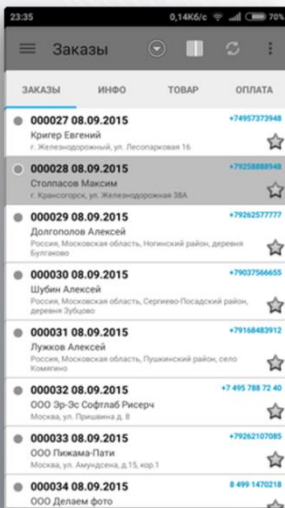 23:35 0,14Кб/с 70%
Заказы
ЗАКАЗЫ ИНФО ТОВАР ОПЛАТА
000027 08.09.2015 +74957373948
Кригер Евгений
г. Железнодорожный, ул. Лесопарковая 16
000028 08.09.2015 +79258888948
Столпасов Максим
г. Крансогорск, ул. Железнодорожная 38А
000029 08.09.2015 +79262577777
Долгополов Алексей
Россия, Московская область, Ногинский район, деревня
Булгаково
000030 08.09.2015 +79037566655
Шубин Алексей
Россия, Московская область, Сергиево-Посадский район,
деревня Зубцово
000031 08.09.2015 +79168483912
Лужков Алексей
Россия, Московская область, Пушкинский район, село
Комягино
000032 08.09.2015 +7 495 788 72 40
ООО Эр-Эс Софтлаб Рисерч
Москва, ул. Пришвина д. 8
000033 08.09.2015 +79262107085
ООО Пижама-Пати
Москва, ул. Амундсена, д.15, кор.1
000034 08.09.2015 8 499 1470218
ООО Делаем фото